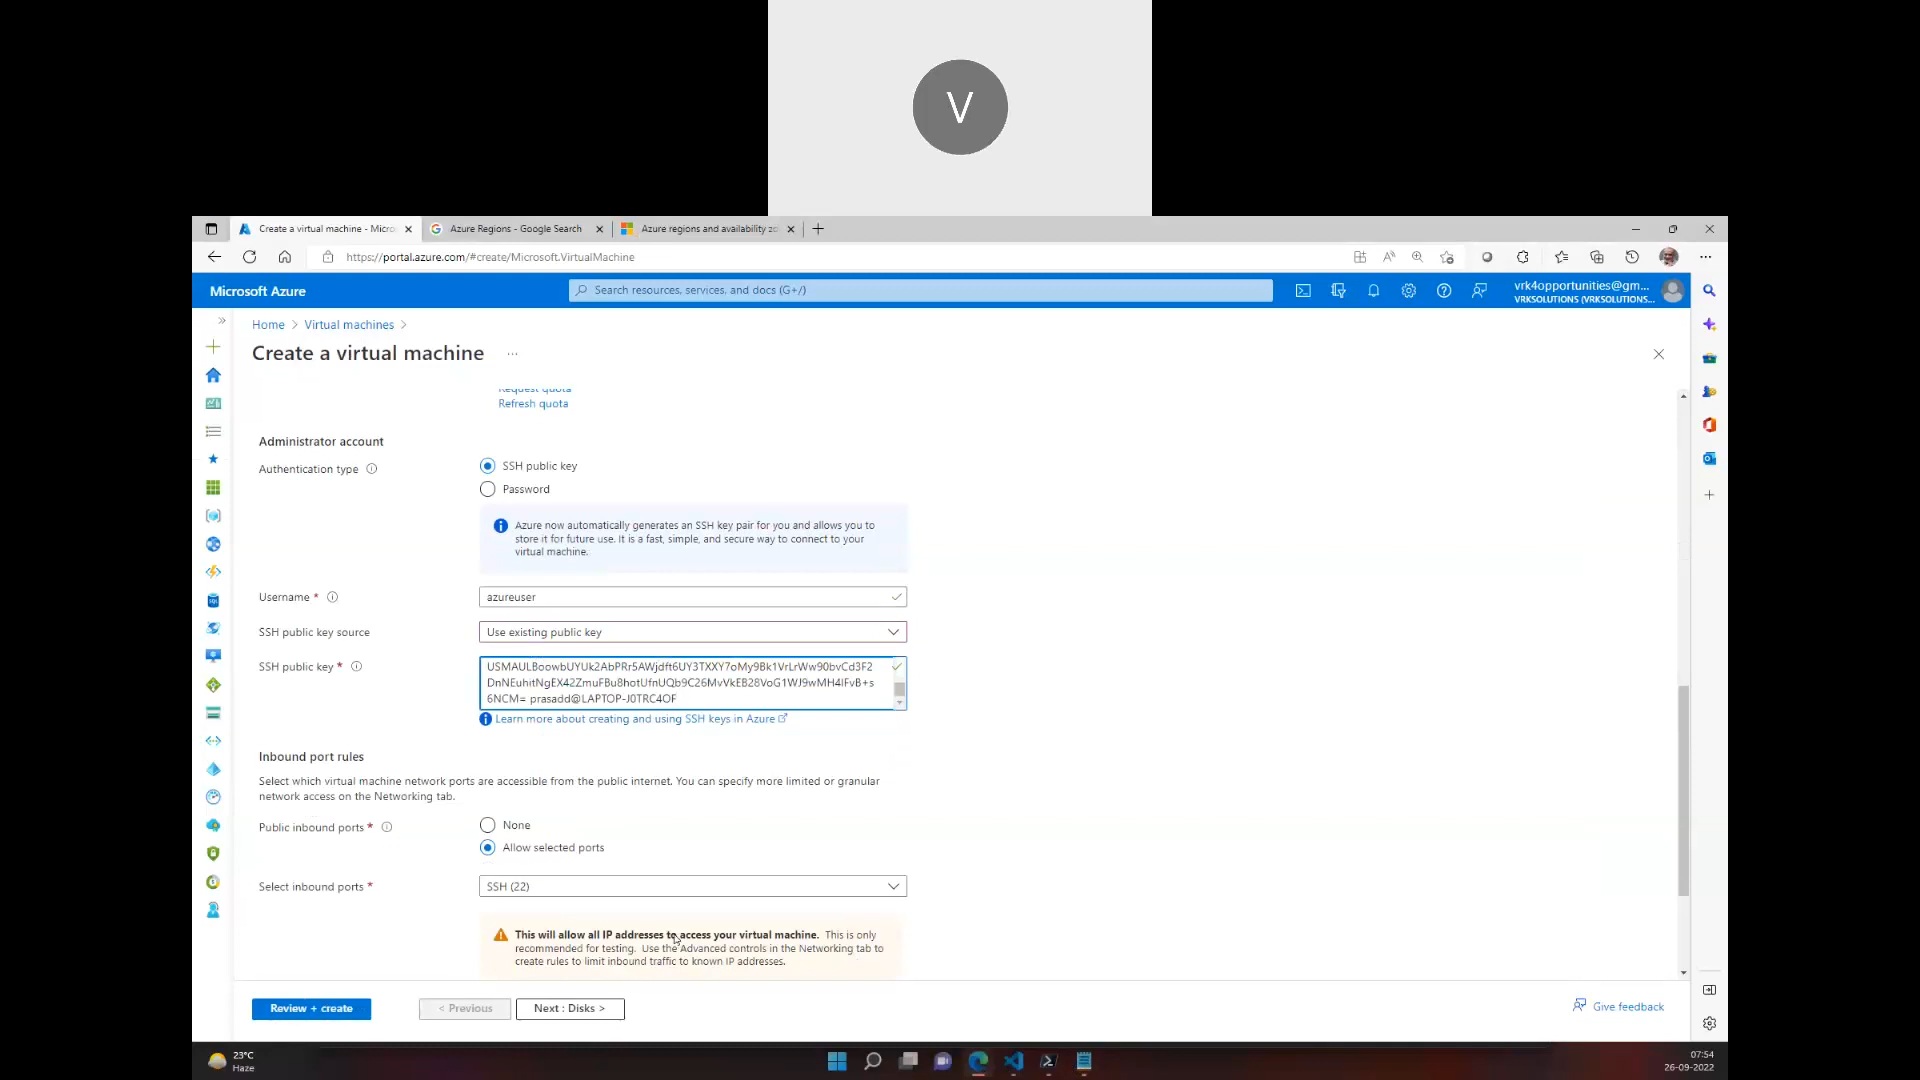 V
Create a virtual machine - Micro
Azure Regions - Google Search
Azure regions and availability zo
https://portal.azure.com/#create/Microsoft.VirtualMachine
Microsoft Azure
Search resources, services, and docs (G+/)
vrk4opportunities@gm...
VRKSOLUTIONS (VRKSOLUTIONS...
Home > Virtual machines >
Create a virtual machine ...
Request quota
Refresh quota
Administrator account
Authentication type
SSH public key
Password
Azure now automatically generates an SSH key pair for you and allows you to
store it for future use. It is a fast, simple, and secure way to connect to your
virtual machine.
Username *
azureuser
SSH public key source
Use existing public key
SSH public key *
USMAULBoowbUYUk2AbPRr5AWjdft6UY3TXXY7oMy9Bk1VrLrWw90bvCd3F2
DnNEuhitNgEX42ZmuFBu8hotUfnUQb9C26MvVkEB28VoG1WJ9wMH4IFvB+s
6NCM= prasadd@LAPTOP-J0TRC4OF
Learn more about creating and using SSH keys in Azure
Inbound port rules
Select which virtual machine network ports are accessible from the public internet. You can specify more limited or granular
network access on the Networking tab.
Public inbound ports *
None
Allow selected ports
Select inbound ports *
SSH (22)
This will allow all IP addresses to access your virtual machine. This is only
recommended for testing. Use the Advanced controls in the Networking tab to
create rules to limit inbound traffic to known IP addresses.
Review + create
< Previous
Next : Disks >
Give feedback
23°C
Haze
07:54
26-09-2022